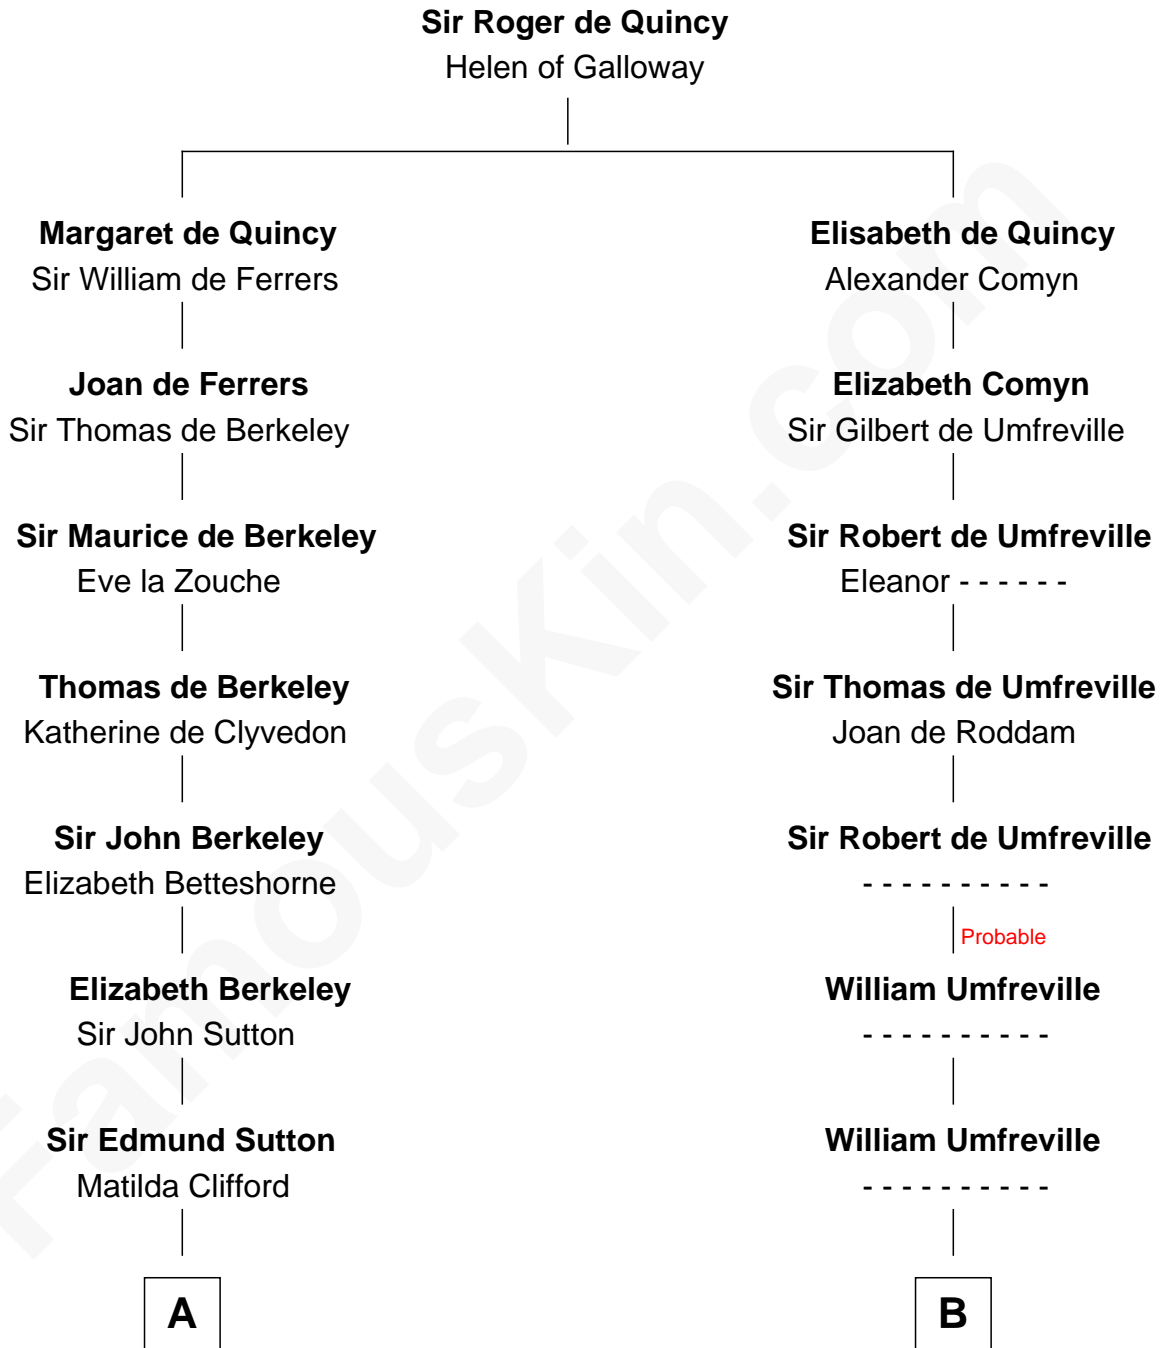 Sir Roger de Quincy
Helen of Galloway
Margaret de Quincy
Sir William de Ferrers
Elisabeth de Quincy
Alexander Comyn
Joan de Ferrers
Sir Thomas de Berkeley
Elizabeth Comyn
Sir Gilbert de Umfreville
Sir Maurice de Berkeley
Eve la Zouche
Sir Robert de Umfreville
Eleanor - - - - - -
Thomas de Berkeley
Katherine de Clyvedon
Sir Thomas de Umfreville
Joan de Roddam
Sir John Berkeley
Elizabeth Betteshorne
Sir Robert de Umfreville
- - - - - - - - - -
Probable
Elizabeth Berkeley
Sir John Sutton
William Umfreville
- - - - - - - - - -
Sir Edmund Sutton
Matilda Clifford
William Umfreville
- - - - - - - - - -
A
B
FamousKin.com